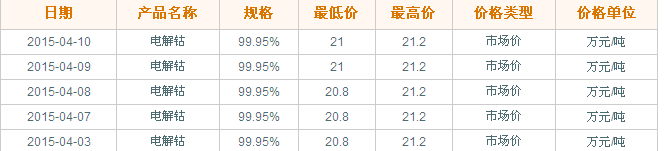 日期 产品名称 规格 最低价 最高价 价格类型 价格单位
2015-04-10 电解钴 99.95% 21 21.2 市场价 万元/吨
2015-04-09 电解钴 99.95% 21 21.2 市场价 万元/吨
2015-04-08 电解钴 99.95% 20.8 21.2 市场价 万元/吨
2015-04-07 电解钴 99.95% 20.8 21.2 市场价 万元/吨
2015-04-03 电解钴 99.95% 20.8 21.2 市场价 万元/吨